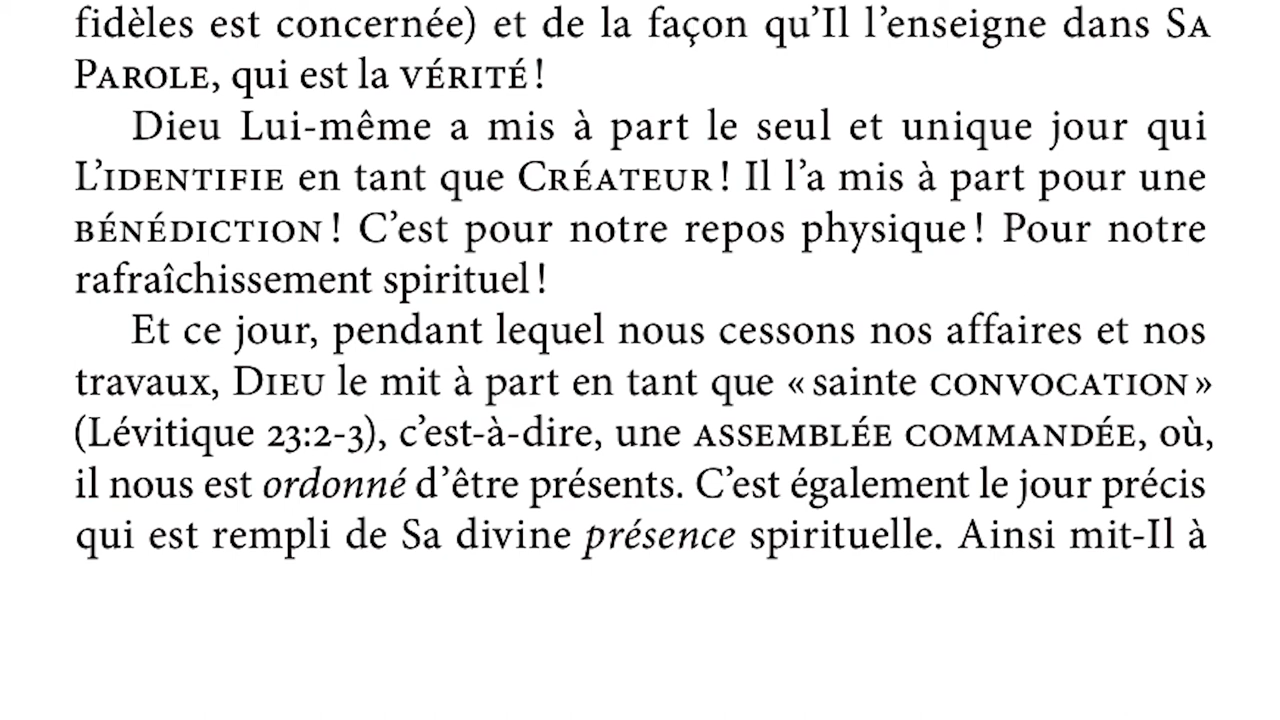 fidèles est concernée) et de la façon qu’Il l’enseigne dans SA
PAROLE, qui est la VÉRITÉ !
Dieu Lui-même a mis à part le seul et unique jour qui
L’IDENTIFIE en tant que CRÉATEUR ! Il l’a mis à part pour une
BÉNÉDICTION ! C’est pour notre repos physique ! Pour notre
rafraîchissement spirituel !
Et ce jour, pendant lequel nous cessons nos affaires et nos
travaux, DIEU le mit à part en tant que « sainte CONVOCATION »
(Lévitique 23:2-3), c’est-à-dire, une ASSEMBLÉE COMMANDÉE, où,
il nous est ordonné d’être présents. C’est également le jour précis
qui est rempli de Sa divine présence spirituelle. Ainsi mit-Il à